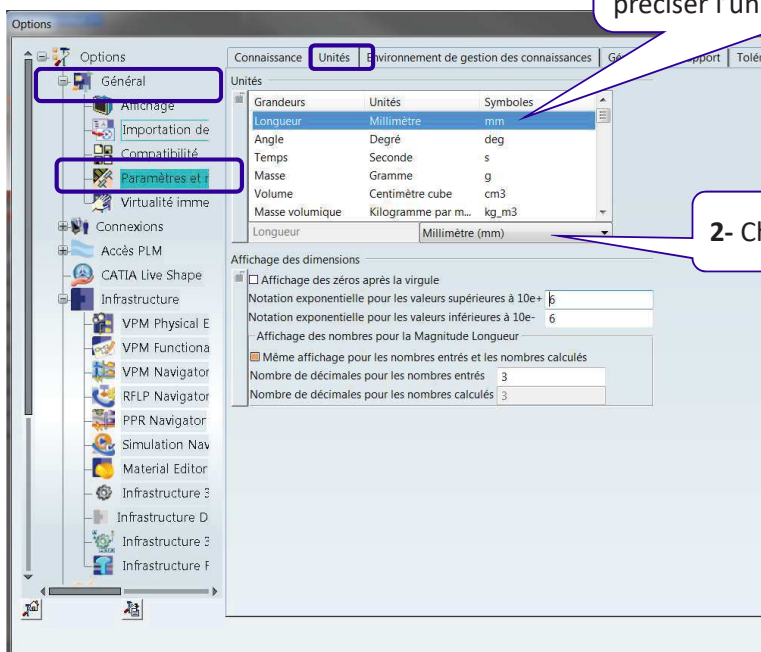 préciser l'un
Options
Options
Général
Affichage
Importation de
Compatibilité
Paramètres et
Virtualité imme
Connexions
Accès PLM
CATIA Live Shape
Infrastructure
VPM Physical E
VPM Functiona
VPM Navigator
RFLP Navigator
PPR Navigator
Simulation Nav
Material Editor
Infrastructure 3
Infrastructure D
Infrastructure 3
Infrastructure F
Connaissance Unités Environnement de gestion des connaissances Gé pport Tolér
Unités
Grandeurs Unités Symboles
Longueur Millimètre mm
Angle Degré deg
Temps Seconde s
Masse Gramme g
Volume Centimètre cube cm3
Masse volumique Kilogramme par m... kg_m3
Longueur Millimètre (mm)
2- Ch
Affichage des dimensions
Affichage des zéros après la virgule
Notation exponentielle pour les valeurs supérieures à 10e+ 6
Notation exponentielle pour les valeurs inférieures à 10e- 6
Affichage des nombres pour la Magnitude Longueur
Même affichage pour les nombres entrés et les nombres calculés
Nombre de décimales pour les nombres entrés 3
Nombre de décimales pour les nombres calculés 3